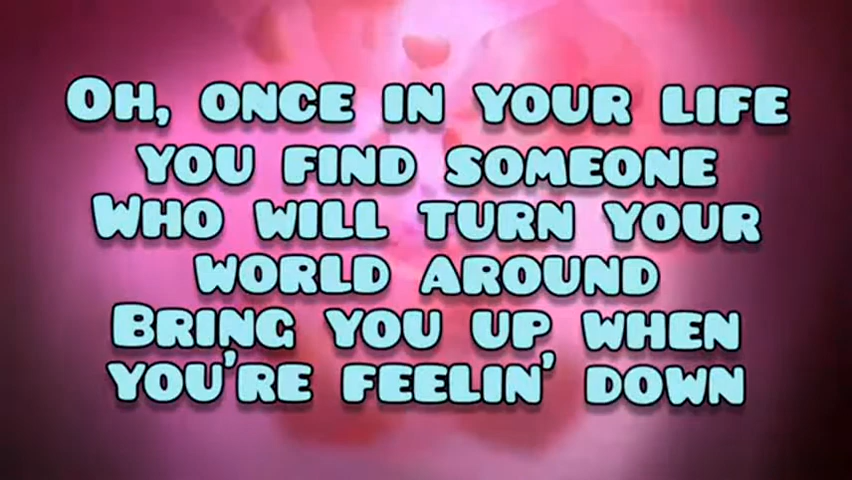 Oh, once in your life
you find someone
Who will turn your
world around
Bring you up when
you're feelin' down